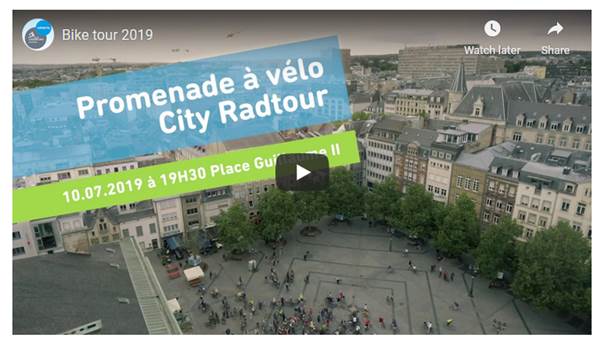 Bike tour 2019
Watch later
Share
Promenade à vélo
City Radtour
10.07.2019 à 19H30 Place Guillaume II